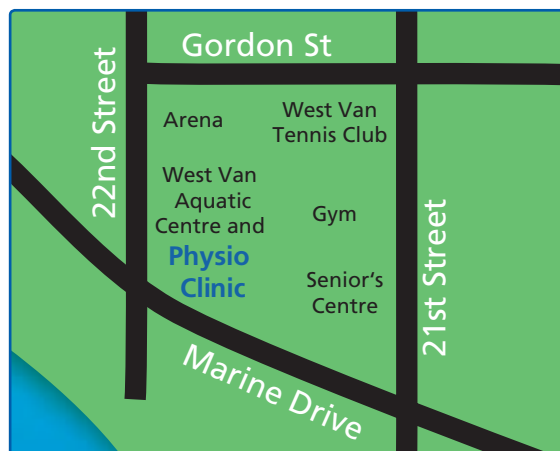 Gordon St
22nd Street
Arena
West Van
Tennis Club
West Van
Aquatic
Centre and
Physio
Clinic
Gym
Senior's
Centre
21st Street
Marine Drive